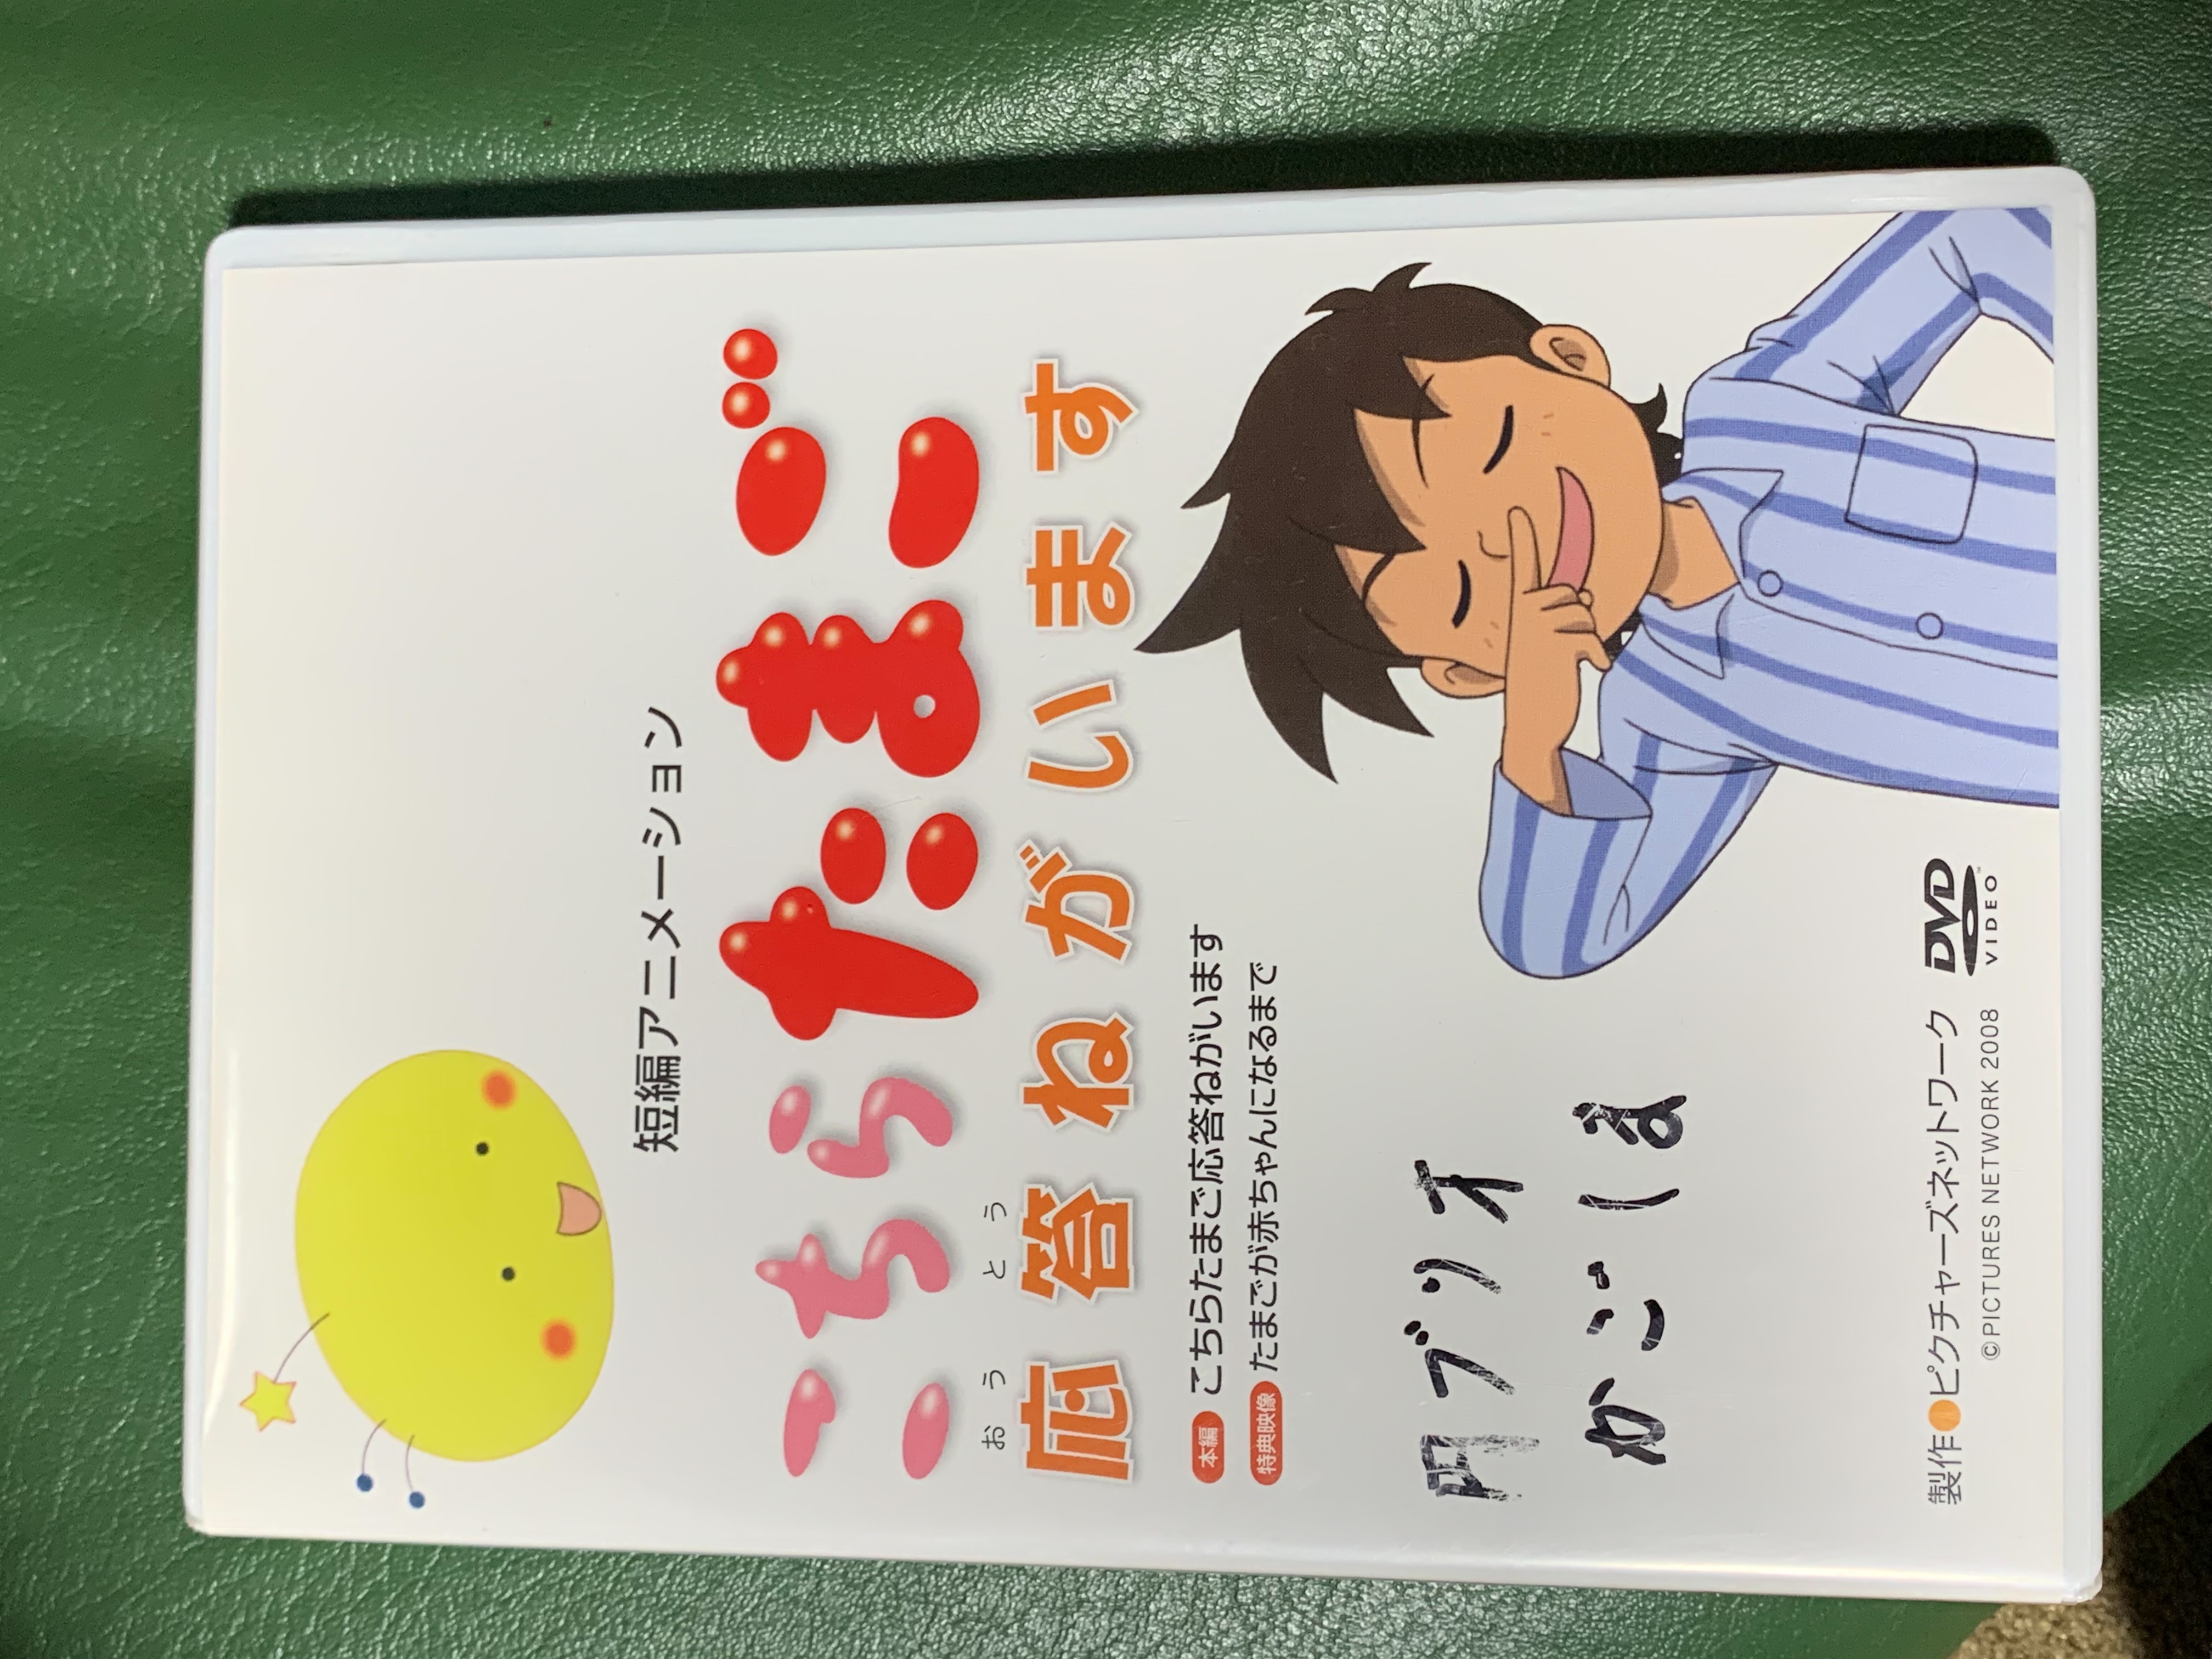 短編アニメーション
こちらたまご
おう とう
応答ねがいます
本編 こちらたまご応答ねがいます
特典映像 たまごが赤ちゃんになるまで
円ブリオ
かごしま
製作●ピクチャーズネットワーク
©PICTURES NETWORK 2008
DVD
VIDEO